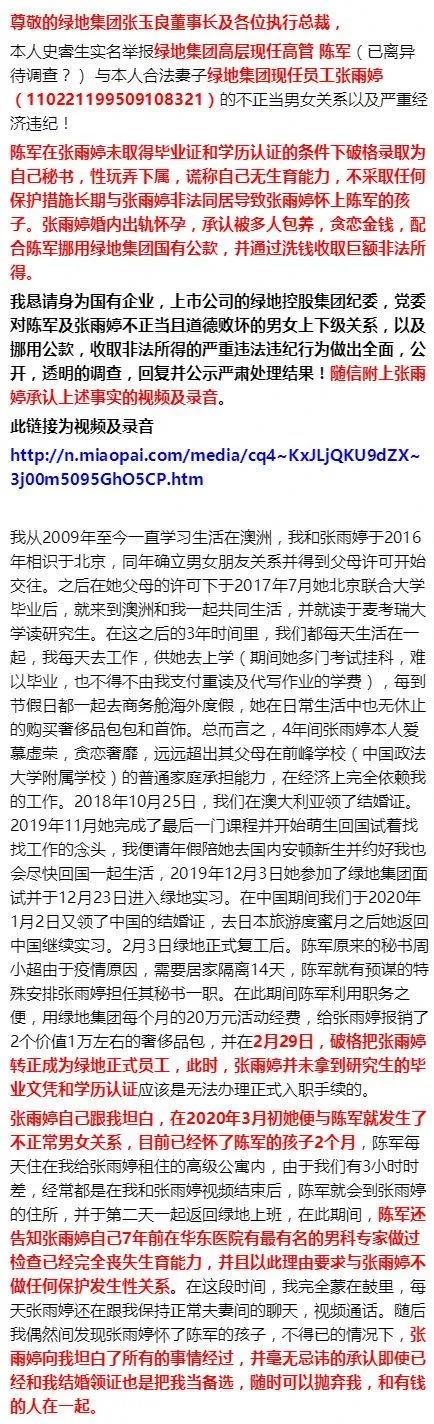 尊敬的绿地集团张玉良董事长及各位执行总裁，
本人史睿生实名举报绿地集团高层现任高管 陈军（已离异
待调查？） 与本人合法妻子绿地集团现任员工张雨婷
（110221199509108321）的不正当男女关系以及严重经
济违纪！
陈军在张雨婷未取得毕业证和学历认证的条件下破格录取为
自己秘书，性玩弄下属，谎称自己无生育能力，不采取任何
保护措施长期与张雨婷非法同居导致张雨婷怀上陈军的孩
子。张雨婷婚内出轨怀孕，承认被多人包养，贪恋金钱，配
合陈军挪用绿地集团国有公款，并通过洗钱收取巨额非法所
得。
我恳请身为国有企业，上市公司的绿地控股集团纪委，党委
对陈军及张雨婷不正当且道德败坏的男女上下级关系，以及
挪用公款，收取非法所得的严重违法违纪行为做出全面，公
开，透明的调查，回复并公示严肃处理结果！随信附上张雨
婷承认上述事实的视频及录音。
此链接为视频及录音
http://n.miaopai.com/media/cq4~KxJLjQKU9dZX~
3j00m5095GhO5CP.htm
我从2009年至今一直学习生活在澳洲，我和张雨婷于2016
年相识于北京，同年确立男女朋友关系并得到父母许可开始
交往。之后在她父母的许可下于2017年7月她北京联合大学
毕业后，就来到澳洲和我一起共同生活，并就读于麦考瑞大
学读研究生。在这之后的3年时间里，我们都每天生活在一
起，我每天去工作，供她去上学（期间她多门考试挂科，难
以毕业，也不得不由我支付重读及代写作业的学费），每到
节假日都一起去商务舱海外度假，她在日常生活中也无休止
的购买奢侈品包包和首饰。总而言之，4年间张雨婷本人爱
慕虚荣，贪恋奢靡，远远超出其父母在前峰学校（中国政法
大学附属学校）的普通家庭承担能力，在经济上完全依赖我
的工作。2018年10月25日，我们在澳大利亚领了结婚证。
2019年11月她完成了最后一门课程并开始萌生回国试着找
找工作的念头，我便请年假陪她去国内安顿新生并约好我也
会尽快回国一起生活，2019年12月3日她参加了绿地集团面
试并于12月23日进入绿地实习。在中国期间我们于2020年
1月2日又领了中国的结婚证，去日本旅游度蜜月之后她返回
中国继续实习。2月3日绿地正式复工后。陈军原来的秘书周
小超由于疫情原因，需要居家隔离14天，陈军就有预谋的特
殊安排张雨婷担任其秘书一职。在此期间陈军利用职务之
便，用绿地集团每个月的20万元活动经费，给张雨婷报销了
2个价值1万左右的奢侈品包，并在2月29日，破格把张雨婷
转正成为绿地正式员工，此时，张雨婷并未拿到研究生的毕
业文凭和学历认证应该是无法办理正式入职手续的。
张雨婷自己跟我坦白，在2020年3月初她便与陈军就发生了
不正常男女关系，目前已经怀了陈军的孩子2个月，陈军每
天住在我给张雨婷租住的高级公寓内，由于我们有3小时时
差，经常都是在我和张雨婷视频结束后，陈军就会到张雨婷
的住所，并于第二天一起返回绿地上班，在此期间，陈军还
告知张雨婷自己7年前在华东医院有最有名的男科专家做过
检查已经完全丧失生育能力，并且以此理由要求与张雨婷不
做任何保护发生性关系。在这段时间，我完全蒙在鼓里，每
天张雨婷还在跟我保持正常夫妻间的聊天，视频通话。随后
我偶然间发现张雨婷怀了陈军的孩子，不得已的情况下，张
雨婷向我坦白了所有的事情经过，并毫无忌讳的承认即使已
经和我结婚领证也是把我当备选，随时可以抛弃我，和有钱
的人在一起。